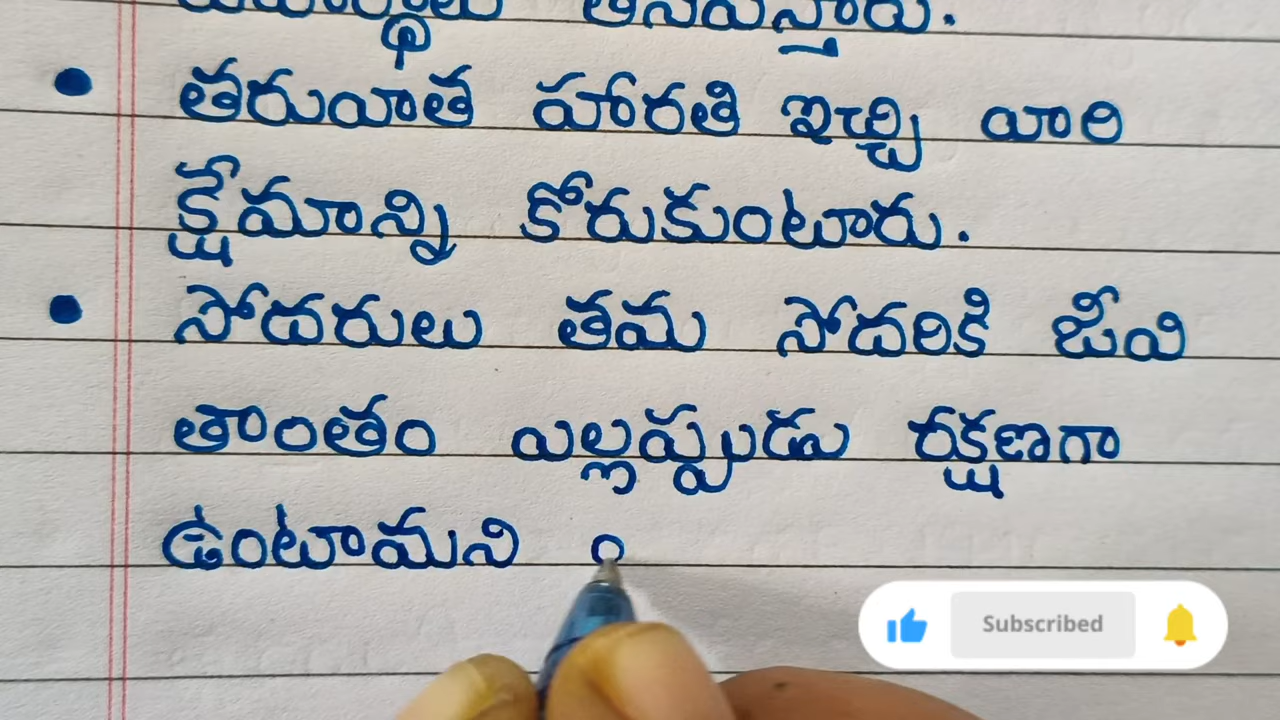 తినిపిస్తారు.
• తరువాత హారతి ఇచ్చి వారి
క్షేమాన్ని కోరుకుంటారు.
• సోదరులు తమ సోదరికి జీవి
తాంతం ఎల్లప్పుడు రక్షణగా
ఉంటామని
Subscribed